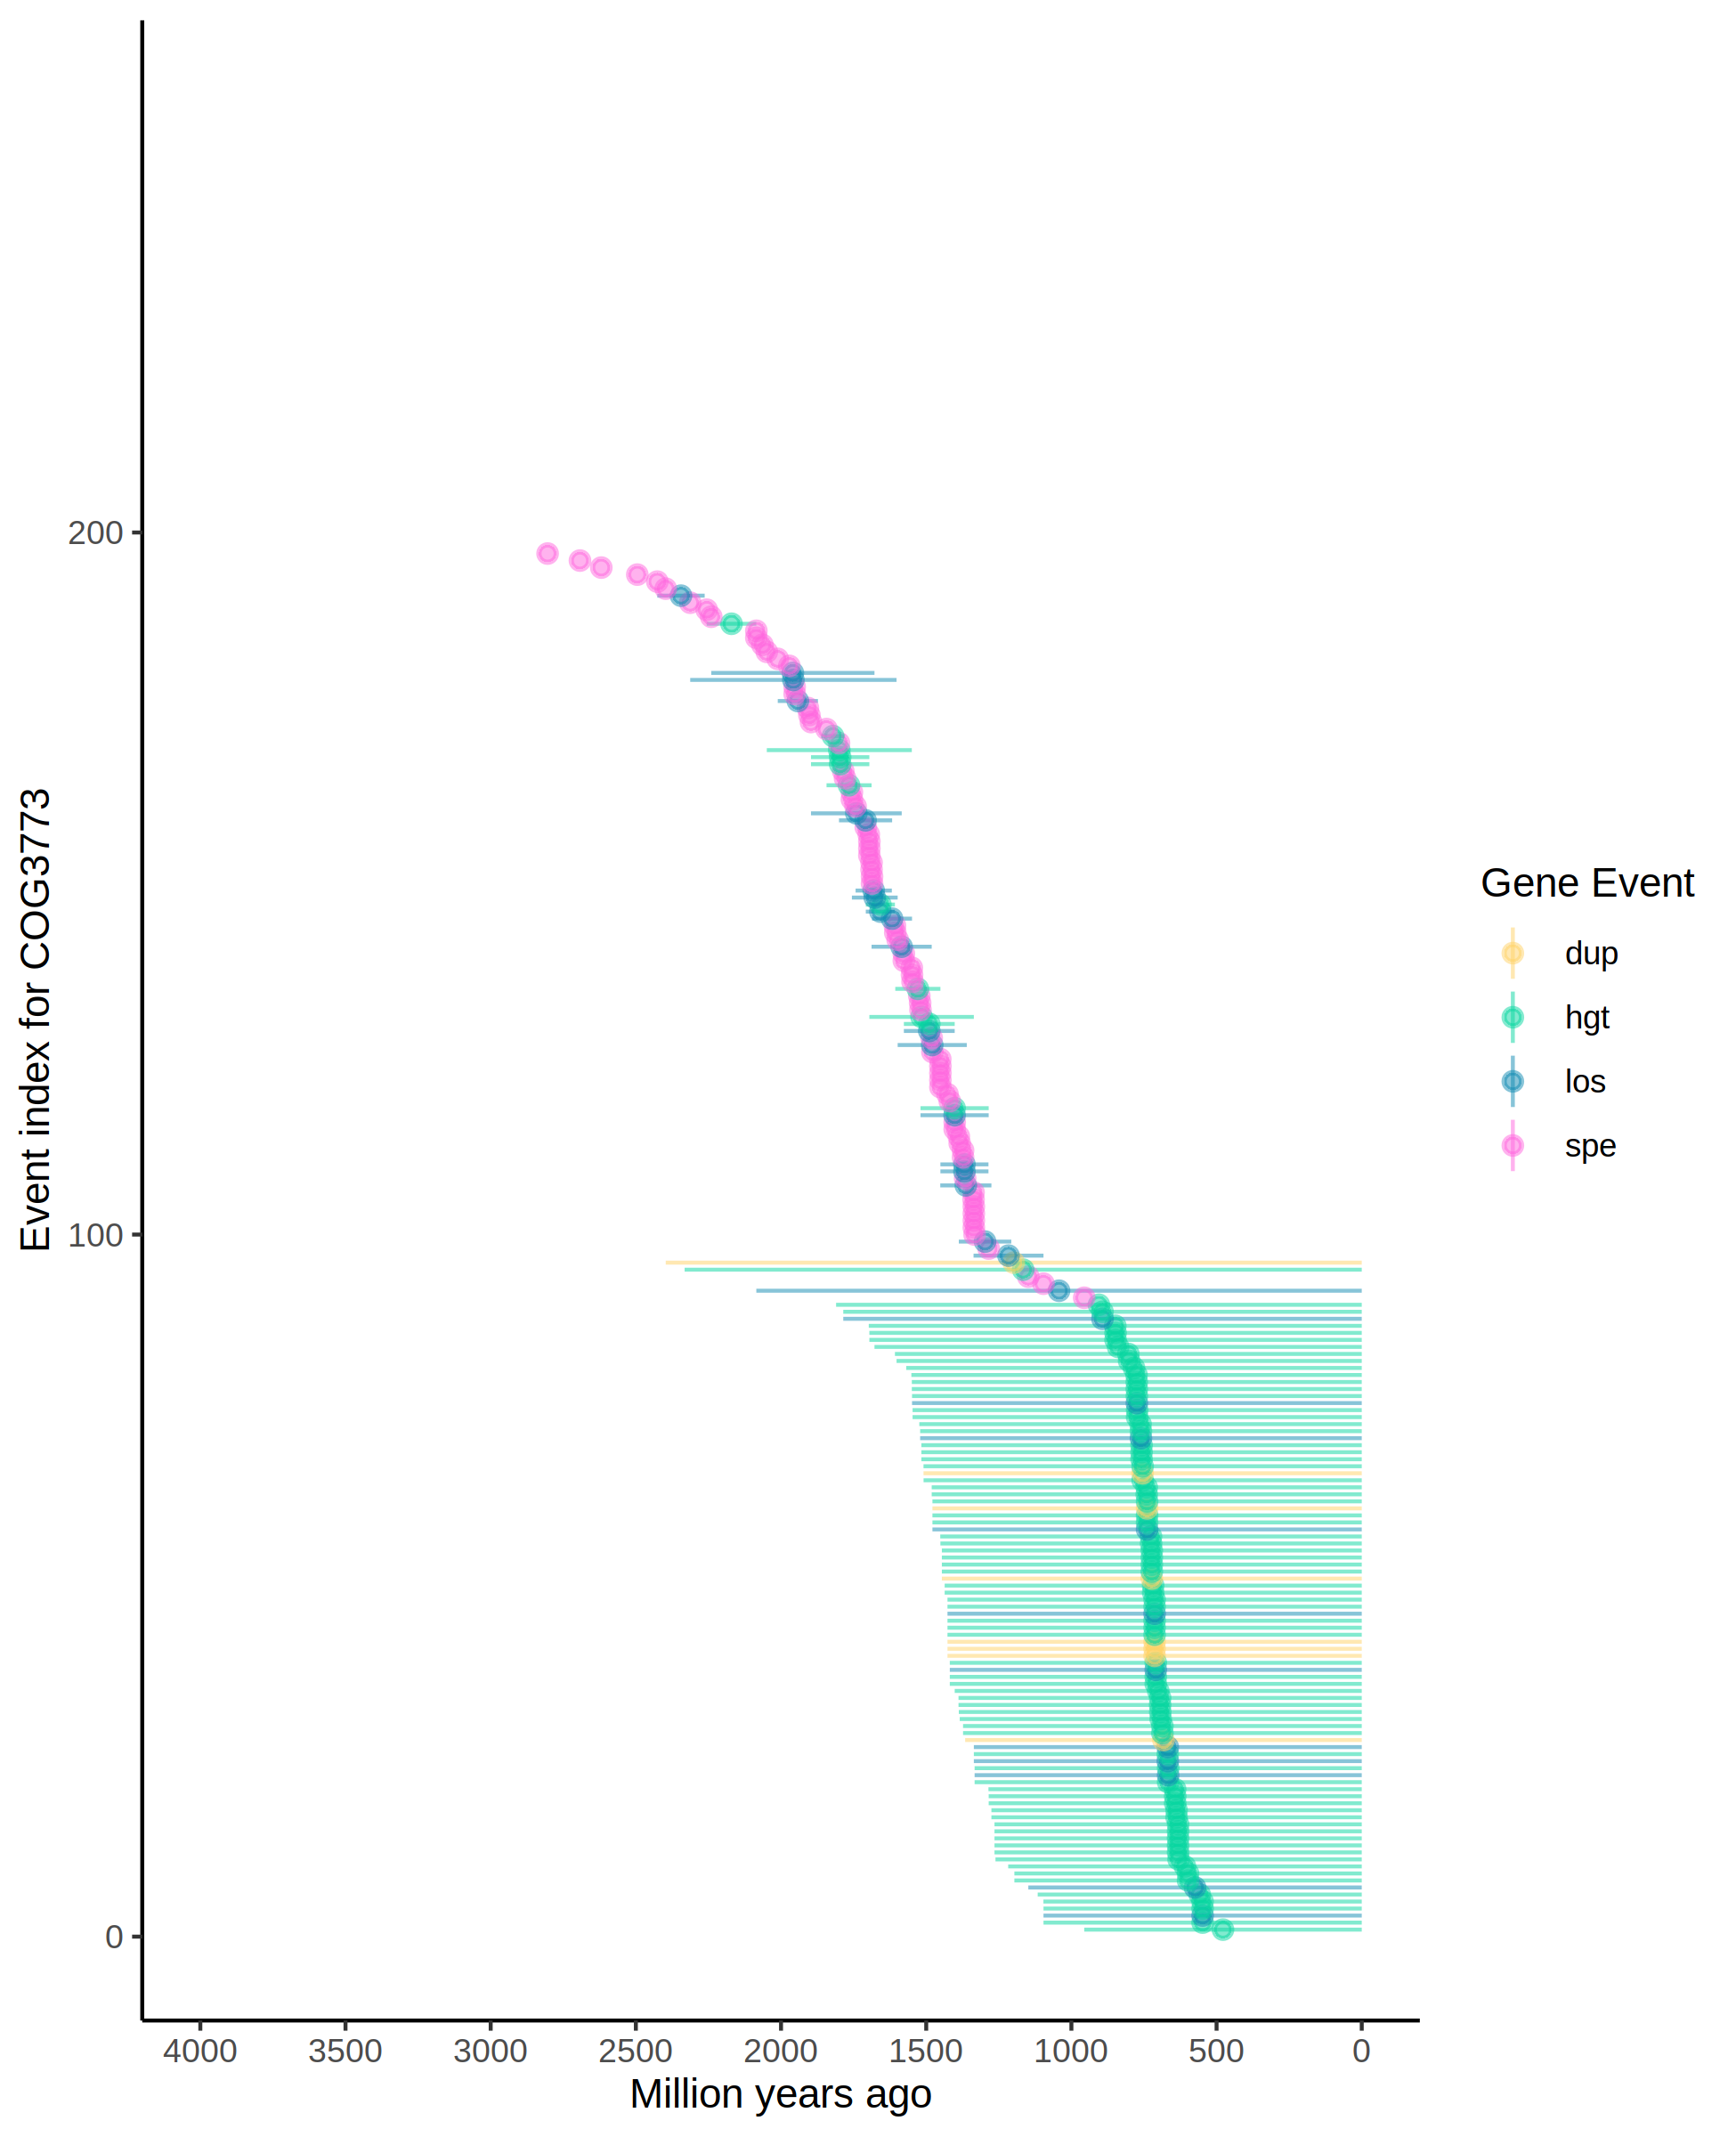 Event index for COG3773
200
100
0
4000 3500 3000 2500 2000 1500 1000 500 0
Million years ago
Gene Event
dup
hgt
los
spe